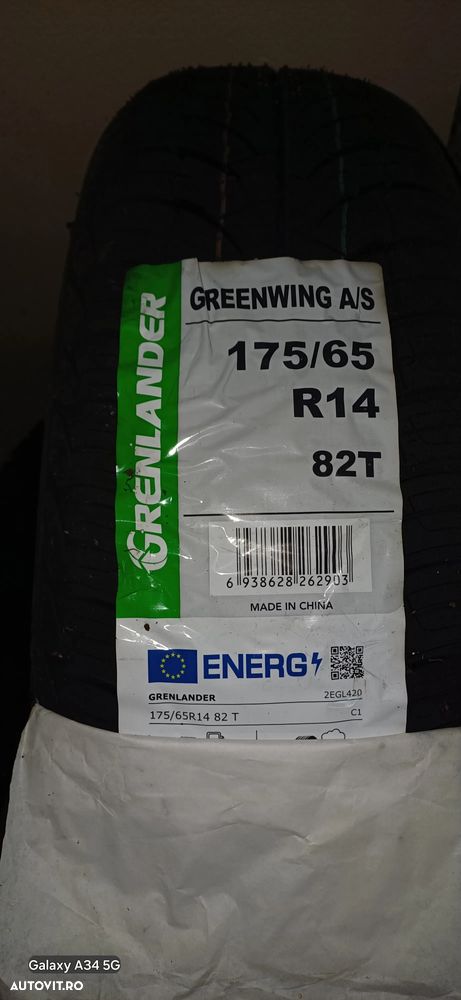 GREENWING A/S
GRENLANDER
175/65
R14
82T
6 938628 262903
MADE IN CHINA
ENERG
GRENLANDER 2EGL420
175/65R14 82 T C1
Galaxy A34 5G
AUTOVIT.RO